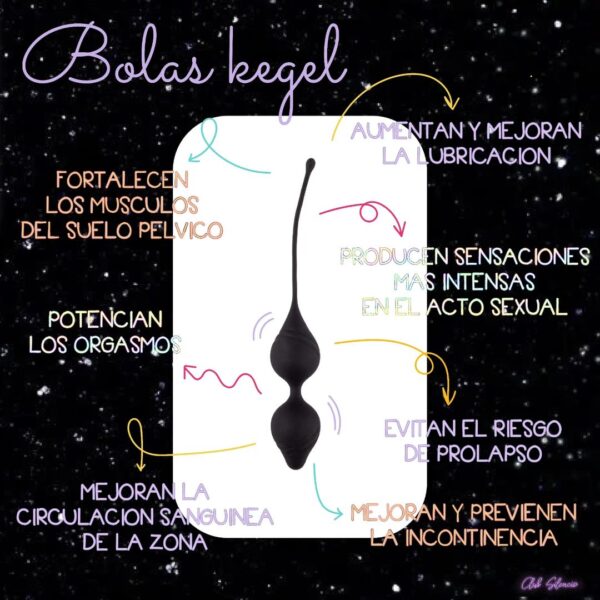 Bolas kegel
AUMENTAN Y MEJORAN
LA LUBRICACION
FORTALECEN
LOS MUSCULOS
DEL SUELO PELVICO
PRODUCEN SENSACIONES
MAS INTENSAS
EN EL ACTO SEXUAL
POTENCIAN
LOS ORGASMOS
EVITAN EL RIESGO
DE PROLAPSO
MEJORAN LA
CIRCULACION SANGUINEA
DE LA ZONA
MEJORAN Y PREVIENEN
LA INCONTINENCIA
Club Silencio